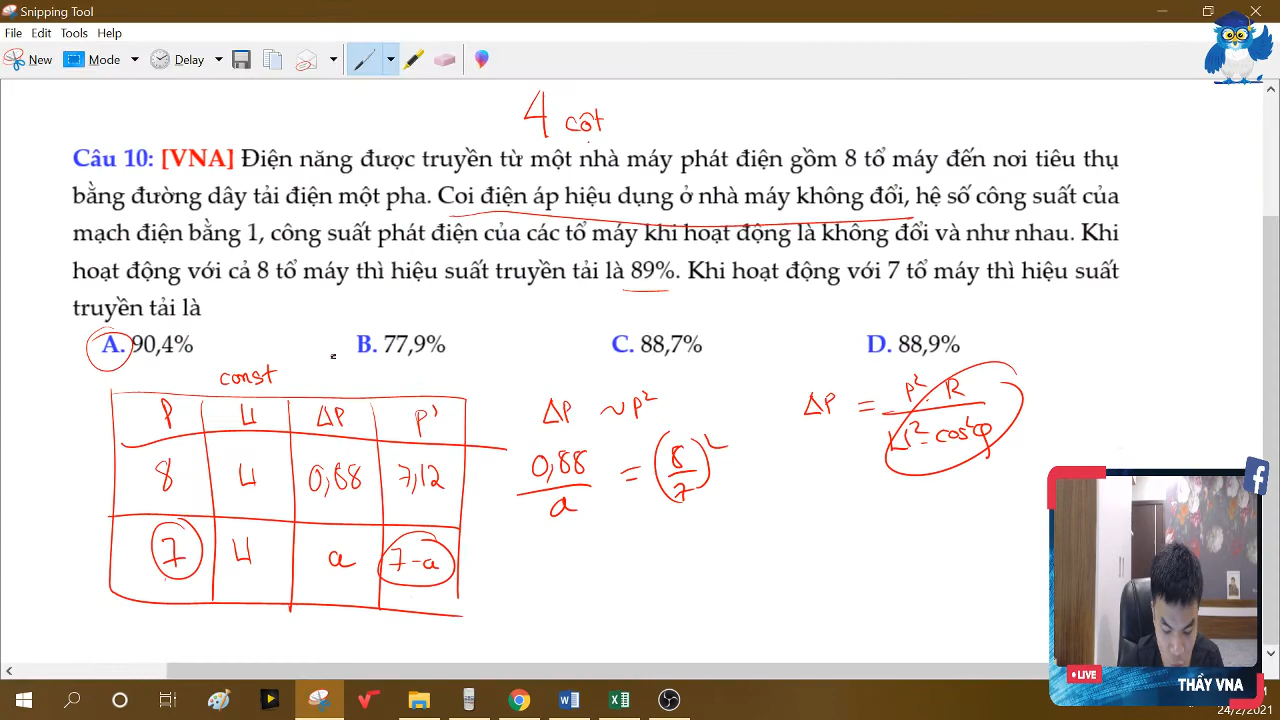 Snipping Tool
File Edit Tools Help
New Mode Delay
4 cột
Câu 10: [VNA] Điện năng được truyền từ một nhà máy phát điện gồm 8 tổ máy đến nơi tiêu thụ
bằng đường dây tải điện một pha. Coi điện áp hiệu dụng ở nhà máy không đổi, hệ số công suất của
mạch điện bằng 1, công suất phát điện của các tổ máy khi hoạt động là không đổi và như nhau. Khi
hoạt động với cả 8 tổ máy thì hiệu suất truyền tải là 89%. Khi hoạt động với 7 tổ máy thì hiệu suất
truyền tải là
A. 90,4% B. 77,9% C. 88,7% D. 88,9%
const
P U ΔP P' ΔP ~P² ΔP = P². R / U². cos²φ
8 U 0,88 7,12 0,88 / a = (8/7)²
7 U a 7-a
LIVE
THẦY VNA
24/2/2021